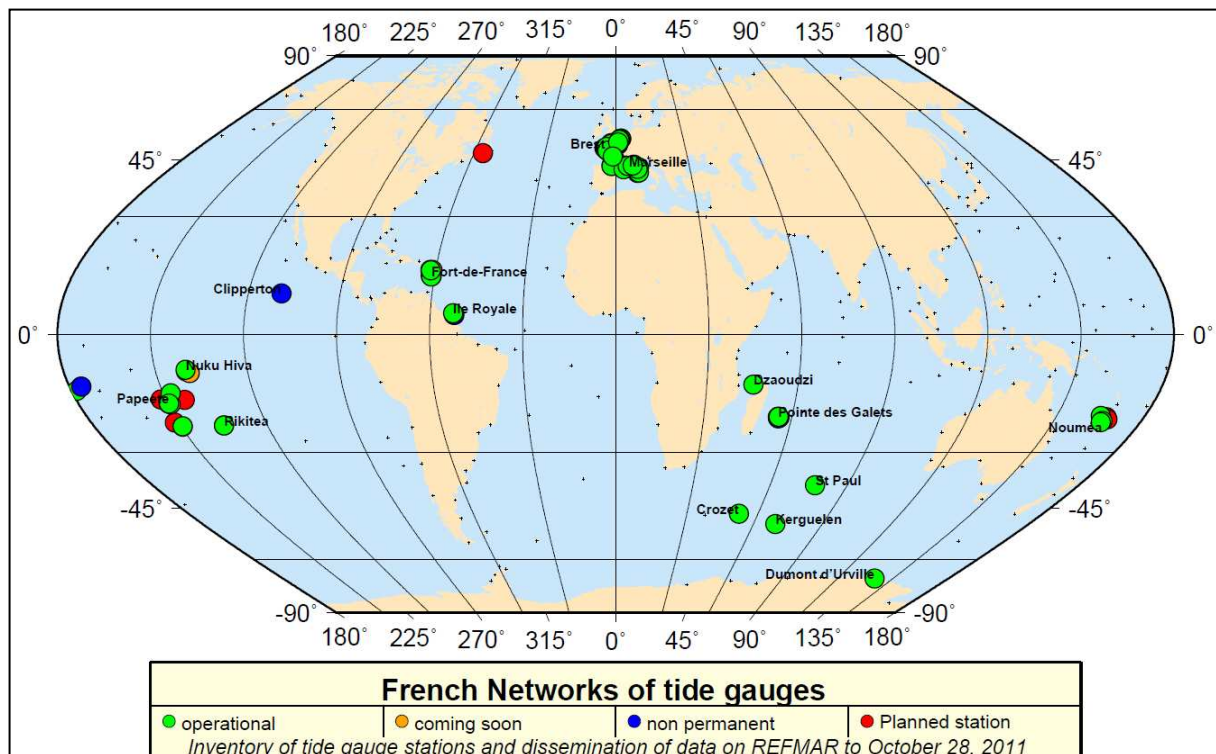 180° 225° 270° 315° 0° 45° 90° 135° 180°
90° 90°
Brest
Marseille
45° 45°
Fort-de-France
Clipperton
Ile Royale
0° 0°
Nuku Hiva
Dzaoudzi
Papeete
Pointe des Galets
Rikitea
Noumea
St Paul
-45° -45°
Crozet
Kerguelen
Dumont d'Urville
-90° -90°
180° 225° 270° 315° 0° 45° 90° 135° 180°
French Networks of tide gauges
operational coming soon non permanent Planned station
Inventory of tide gauge stations and dissemination of data on REFMAR to October 28, 2011